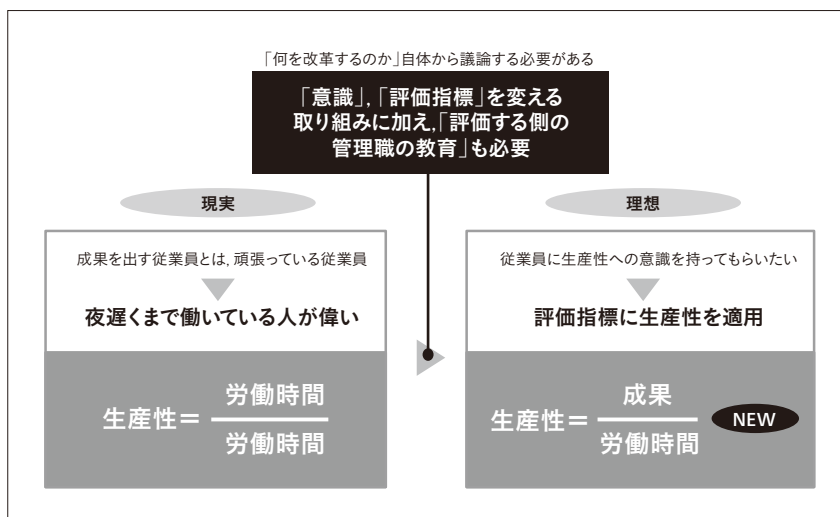 「何を改革するのか」自体から議論する必要がある
「意識」，「評価指標」を変える
取り組みに加え，「評価する側の
管理職の教育」も必要
現実
成果を出す従業員とは，頑張っている従業員
夜遅くまで働いている人が偉い
生産性＝ 労働時間
労働時間
理想
従業員に生産性への意識を持ってもらいたい
評価指標に生産性を適用
生産性＝ 成果
労働時間
NEW